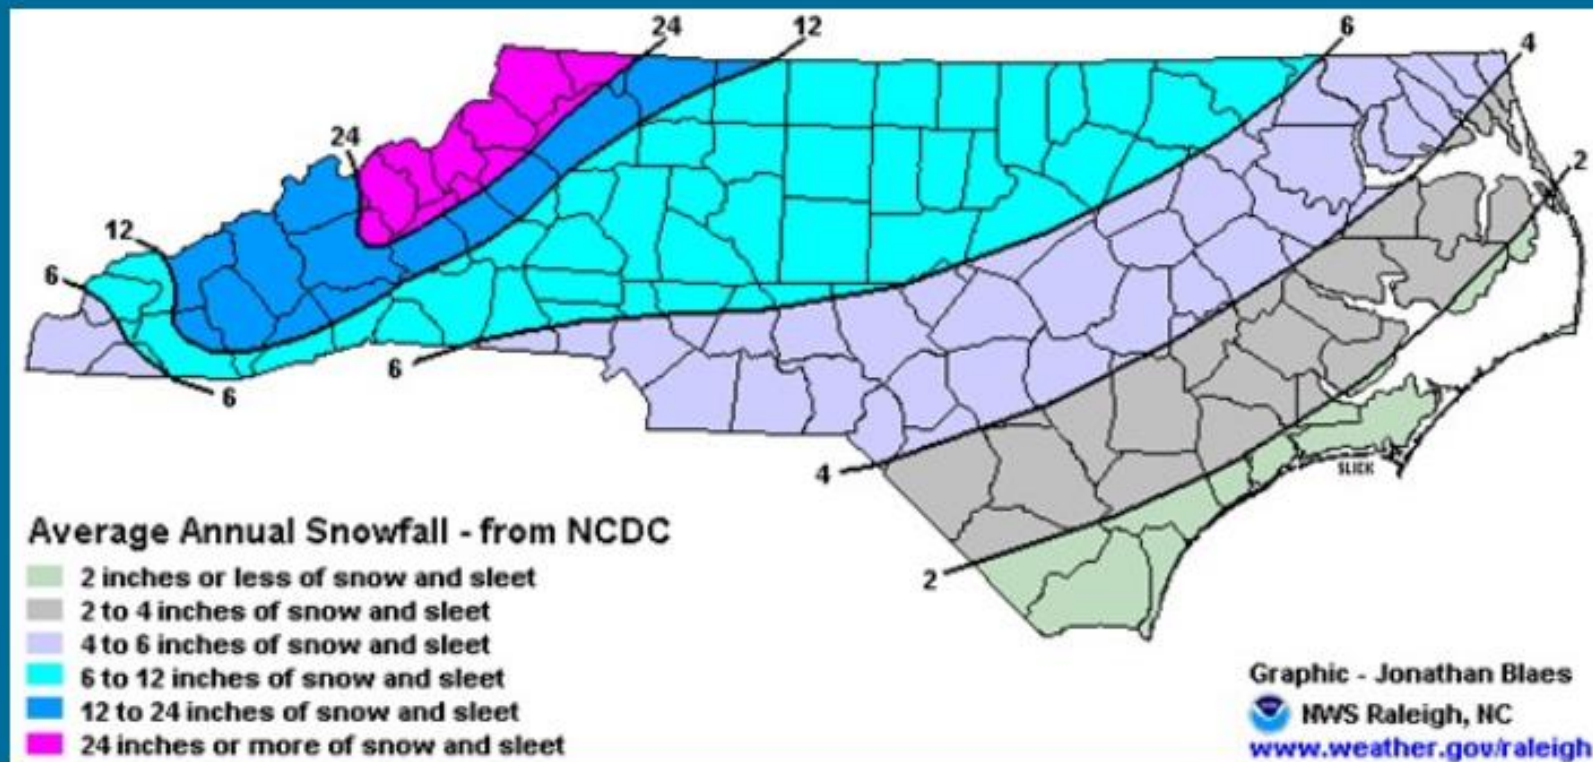 24
12
6
4
24
2
12
6
6
6
4
SLICK
2
Average Annual Snowfall - from NCDC
2 inches or less of snow and sleet
2 to 4 inches of snow and sleet
4 to 6 inches of snow and sleet
6 to 12 inches of snow and sleet
12 to 24 inches of snow and sleet
24 inches or more of snow and sleet
Graphic - Jonathan Blaes
NWS Raleigh, NC
www.weather.gov/raleigh